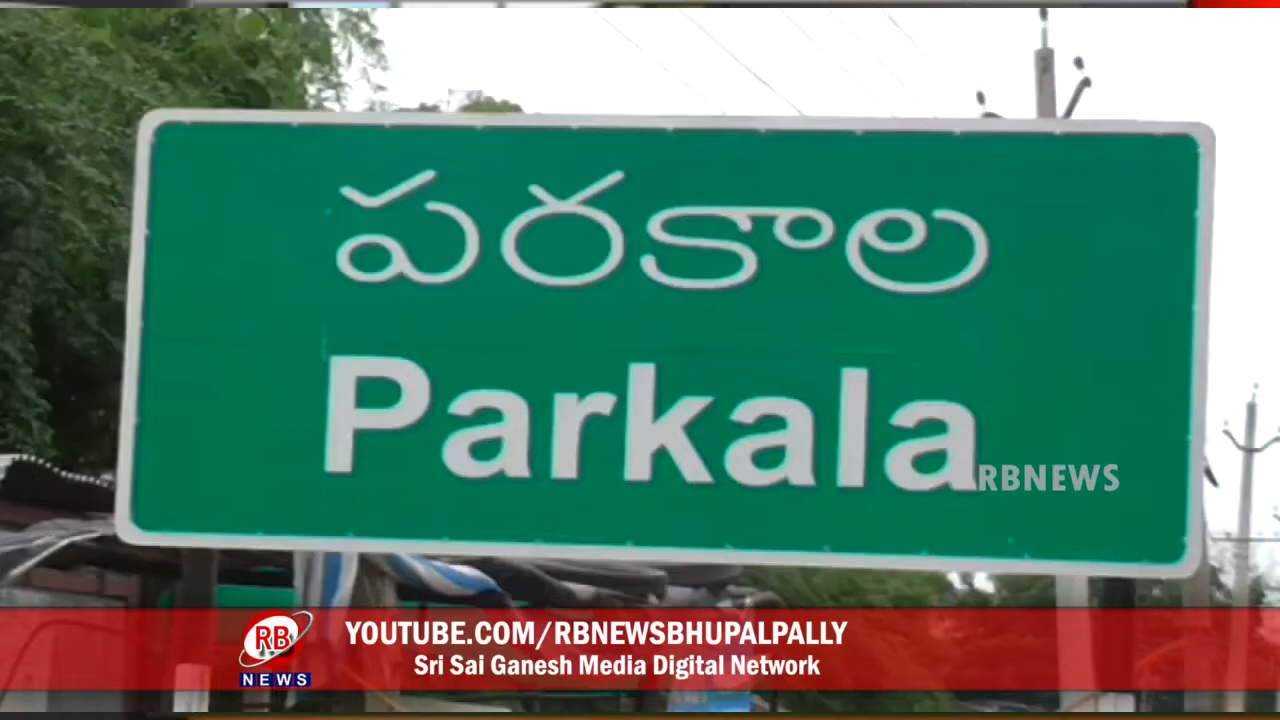 పరకాల
Parkala
RBNEWS
RB
NEWS
YOUTUBE.COM/RBNEWSBHUPALPALLY
Sri Sai Ganesh Media Digital Network